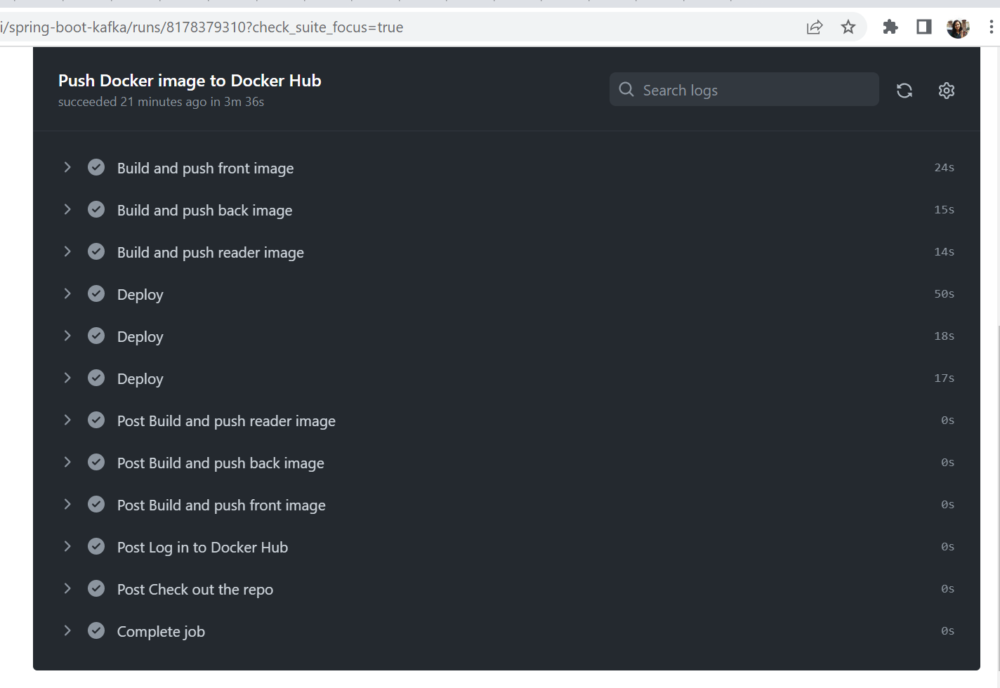 i/spring-boot-kafka/runs/8178379310?check_suite_focus=true
Push Docker image to Docker Hub
succeeded 21 minutes ago in 3m 36s
Search logs
Build and push front image 24s
Build and push back image 15s
Build and push reader image 14s
Deploy 50s
Deploy 18s
Deploy 17s
Post Build and push reader image 0s
Post Build and push back image 0s
Post Build and push front image 0s
Post Log in to Docker Hub 0s
Post Check out the repo 0s
Complete job 0s